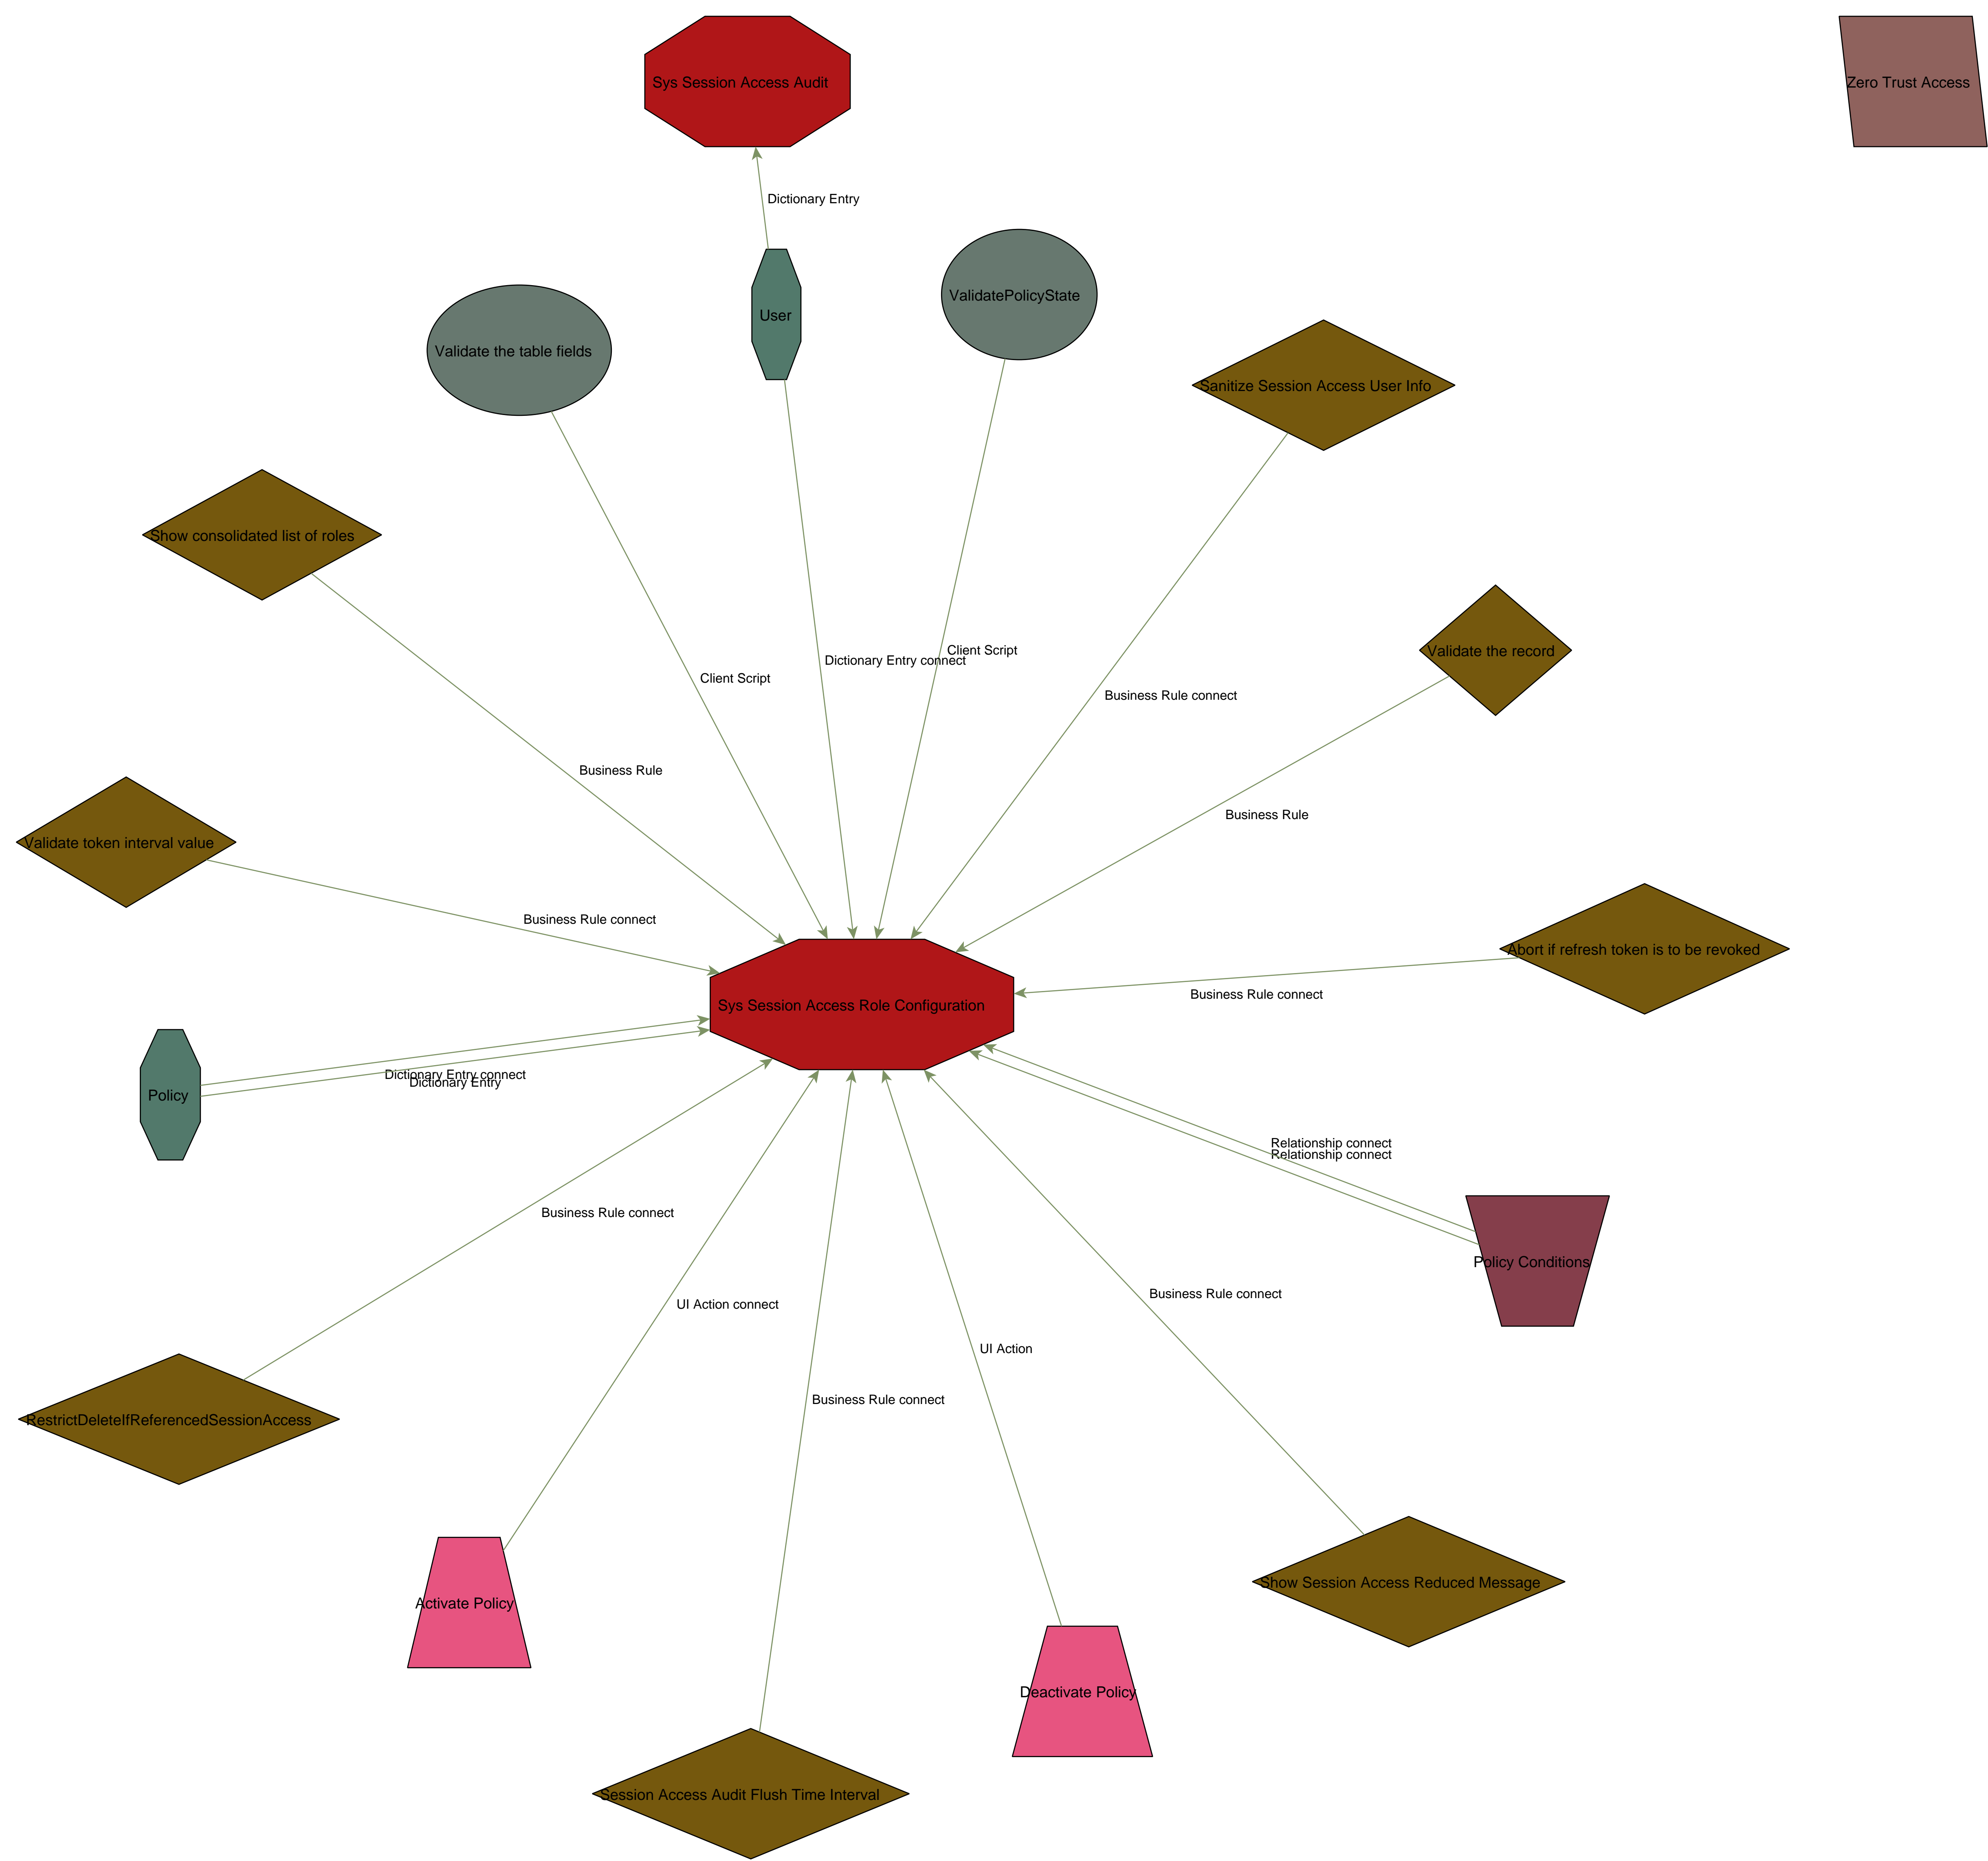 Sys Session Access Audit
Zero Trust Access
Dictionary Entry
User
ValidatePolicyState
Validate the table fields
Sanitize Session Access User Info
Show consolidated list of roles
Validate the record
Client Script
Dictionary Entry connect
Client Script
Business Rule connect
Business Rule
Business Rule
Validate token interval value
Business Rule connect
Abort if refresh token is to be revoked
Business Rule connect
Sys Session Access Role Configuration
Dictionary Entry connect
Dictionary Entry
Policy
Relationship connect
Relationship connect
Business Rule connect
Policy Conditions
UI Action connect
Business Rule connect
UI Action
Business Rule connect
RestrictDeleteIfReferencedSessionAccess
Show Session Access Reduced Message
Activate Policy
Deactivate Policy
Session Access Audit Flush Time Interval